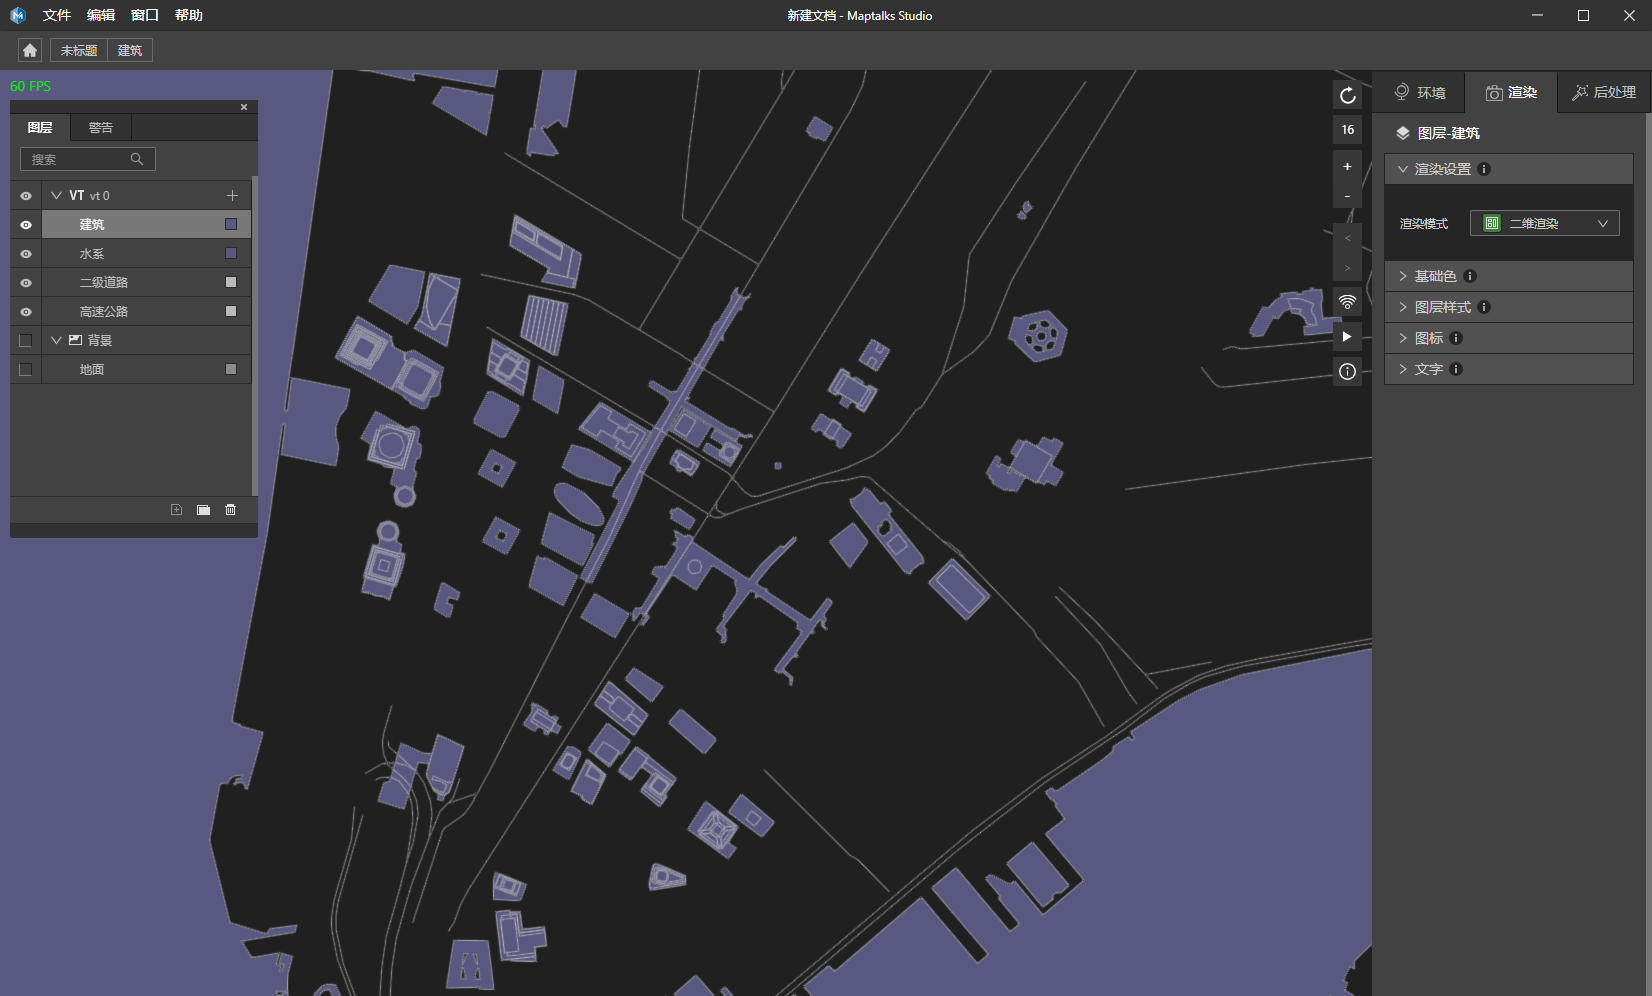 文件 编辑 窗口 帮助
新建文档 - Maptalks Studio
未标题 建筑
60 FPS
图层 警告
搜索
VT vt 0
建筑
水系
二级道路
高速公路
背景
地面
16
+
-
<
>
环境 渲染 后处理
图层-建筑
渲染设置
渲染模式 二维渲染
基础色
图层样式
图标
文字